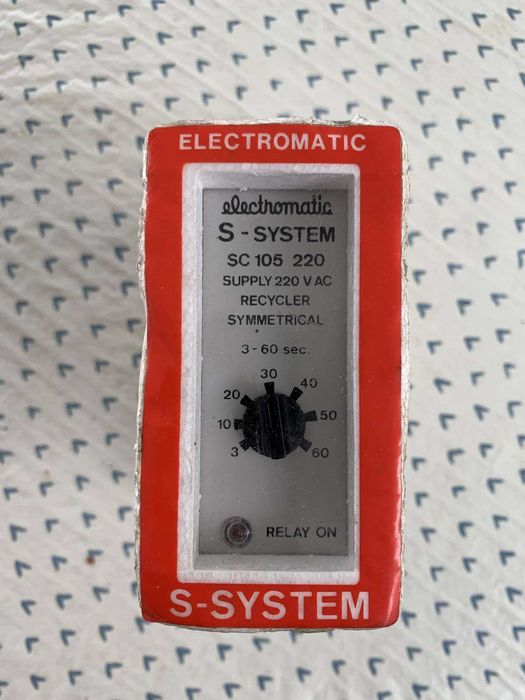 ELECTROMATIC
electromatic
S - SYSTEM
SC 105 220
SUPPLY 220 V AC
RECYCLER
SYMMETRICAL
3 - 60 sec.
30
20 40
10 50
3 60
RELAY ON
S-SYSTEM